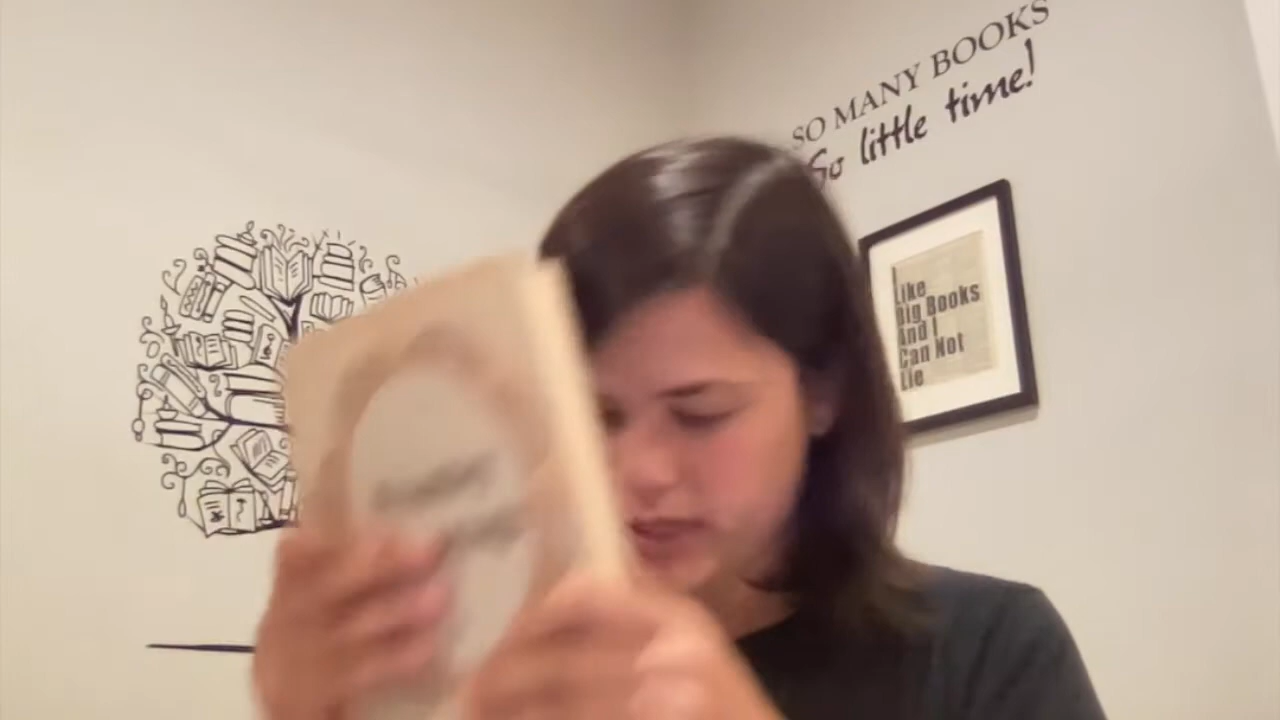 SO MANY BOOKS
So little time!
Like
Big Books
And I
Can Not
Lie